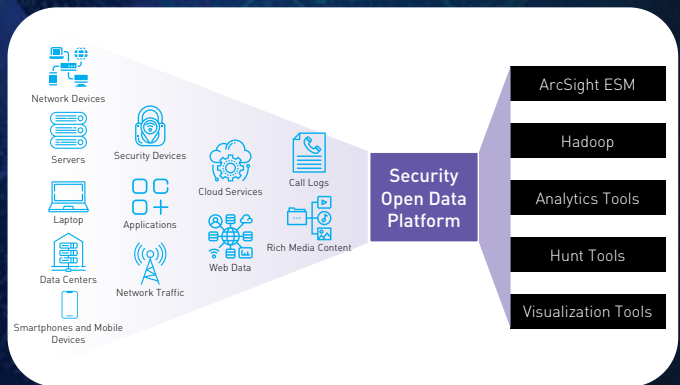 Network Devices
Servers
Laptop
Data Centers
Smartphones and Mobile
Devices
Security Devices
Applications
Network Traffic
Cloud Services
Web Data
Call Logs
Rich Media Content
Security
Open Data
Platform
ArcSight ESM
Hadoop
Analytics Tools
Hunt Tools
Visualization Tools